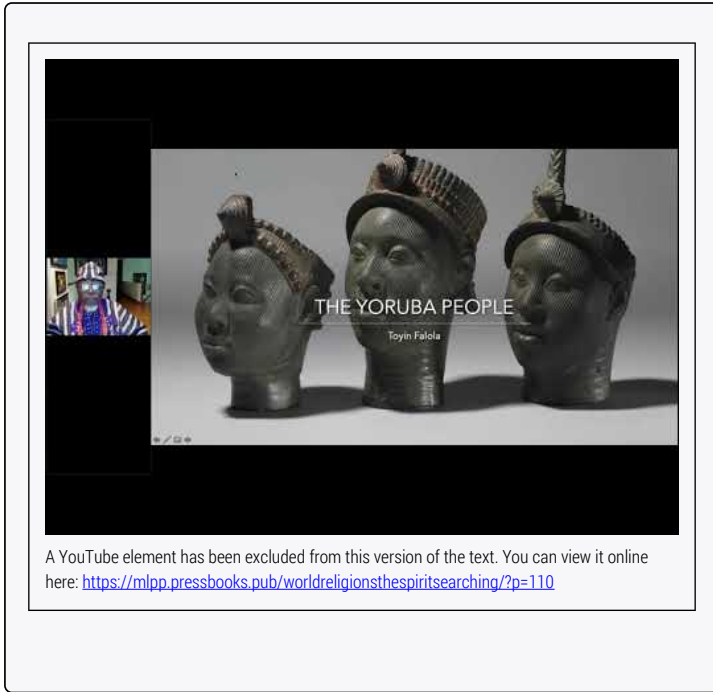 THE YORUBA PEOPLE
Toyin Falola
A YouTube element has been excluded from this version of the text. You can view it online
here: https://mlpp.pressbooks.pub/worldreligionsthespiritsearching/?p=110